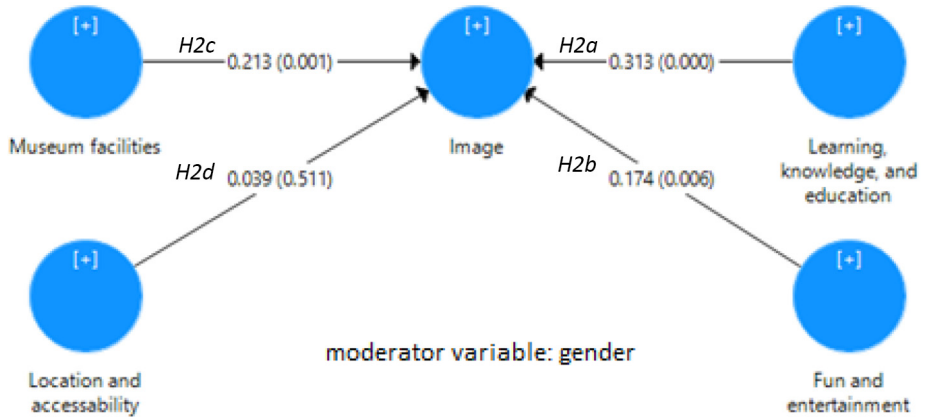 [+]
[+]
[+]
H2c
0.213 (0.001)
H2a
0.313 (0.000)
Museum facilities
Image
Learning,
knowledge, and
education
H2d
0.039 (0.511)
H2b
0.174 (0.006)
[+]
[+]
moderator variable: gender
Location and
accessability
Fun and
entertainment